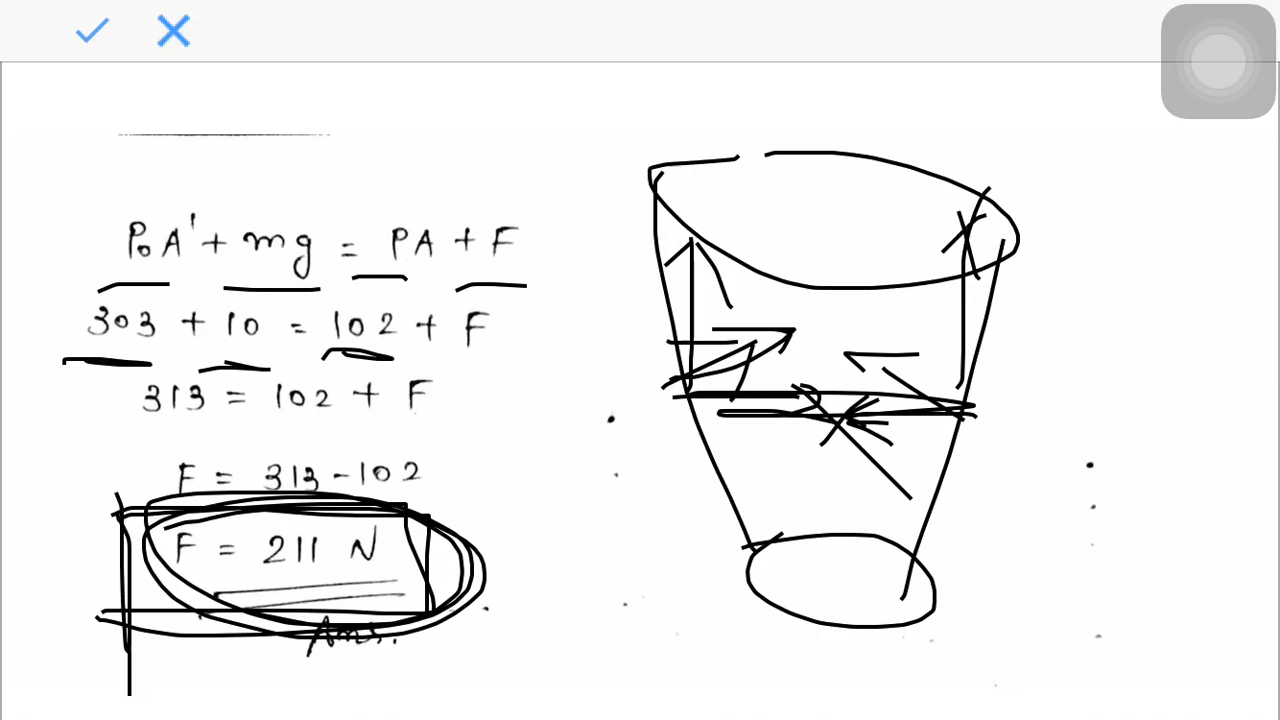 P₀A' + mg = PA + F
303 + 10 = 102 + F
313 = 102 + F
F = 313 - 102
F = 211 N
Ans.